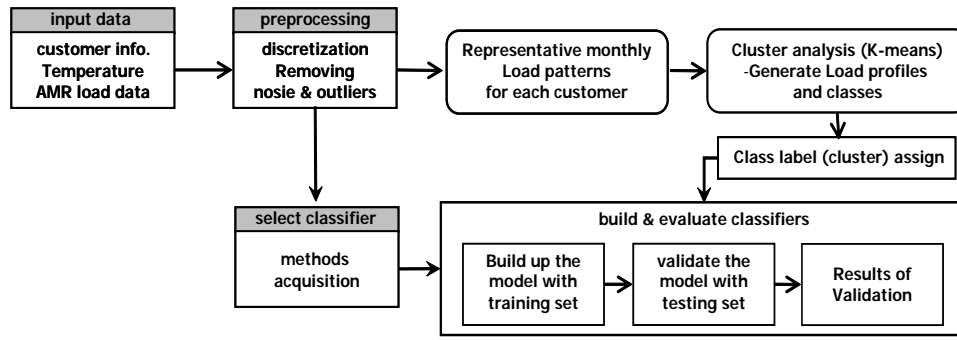 input data
customer info.
Temperature
AMR load data
preprocessing
discretization
Removing
nosie & outliers
Representative monthly
Load patterns
for each customer
Cluster analysis (K-means)
-Generate Load profiles
and classes
Class label (cluster) assign
select classifier
methods
acquisition
build & evaluate classifiers
Build up the
model with
training set
validate the
model with
testing set
Results of
Validation